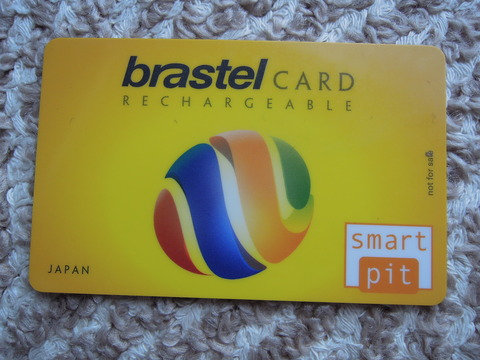 brastel CARD
RECHARGEABLE
not for sale
smart
pit
JAPAN